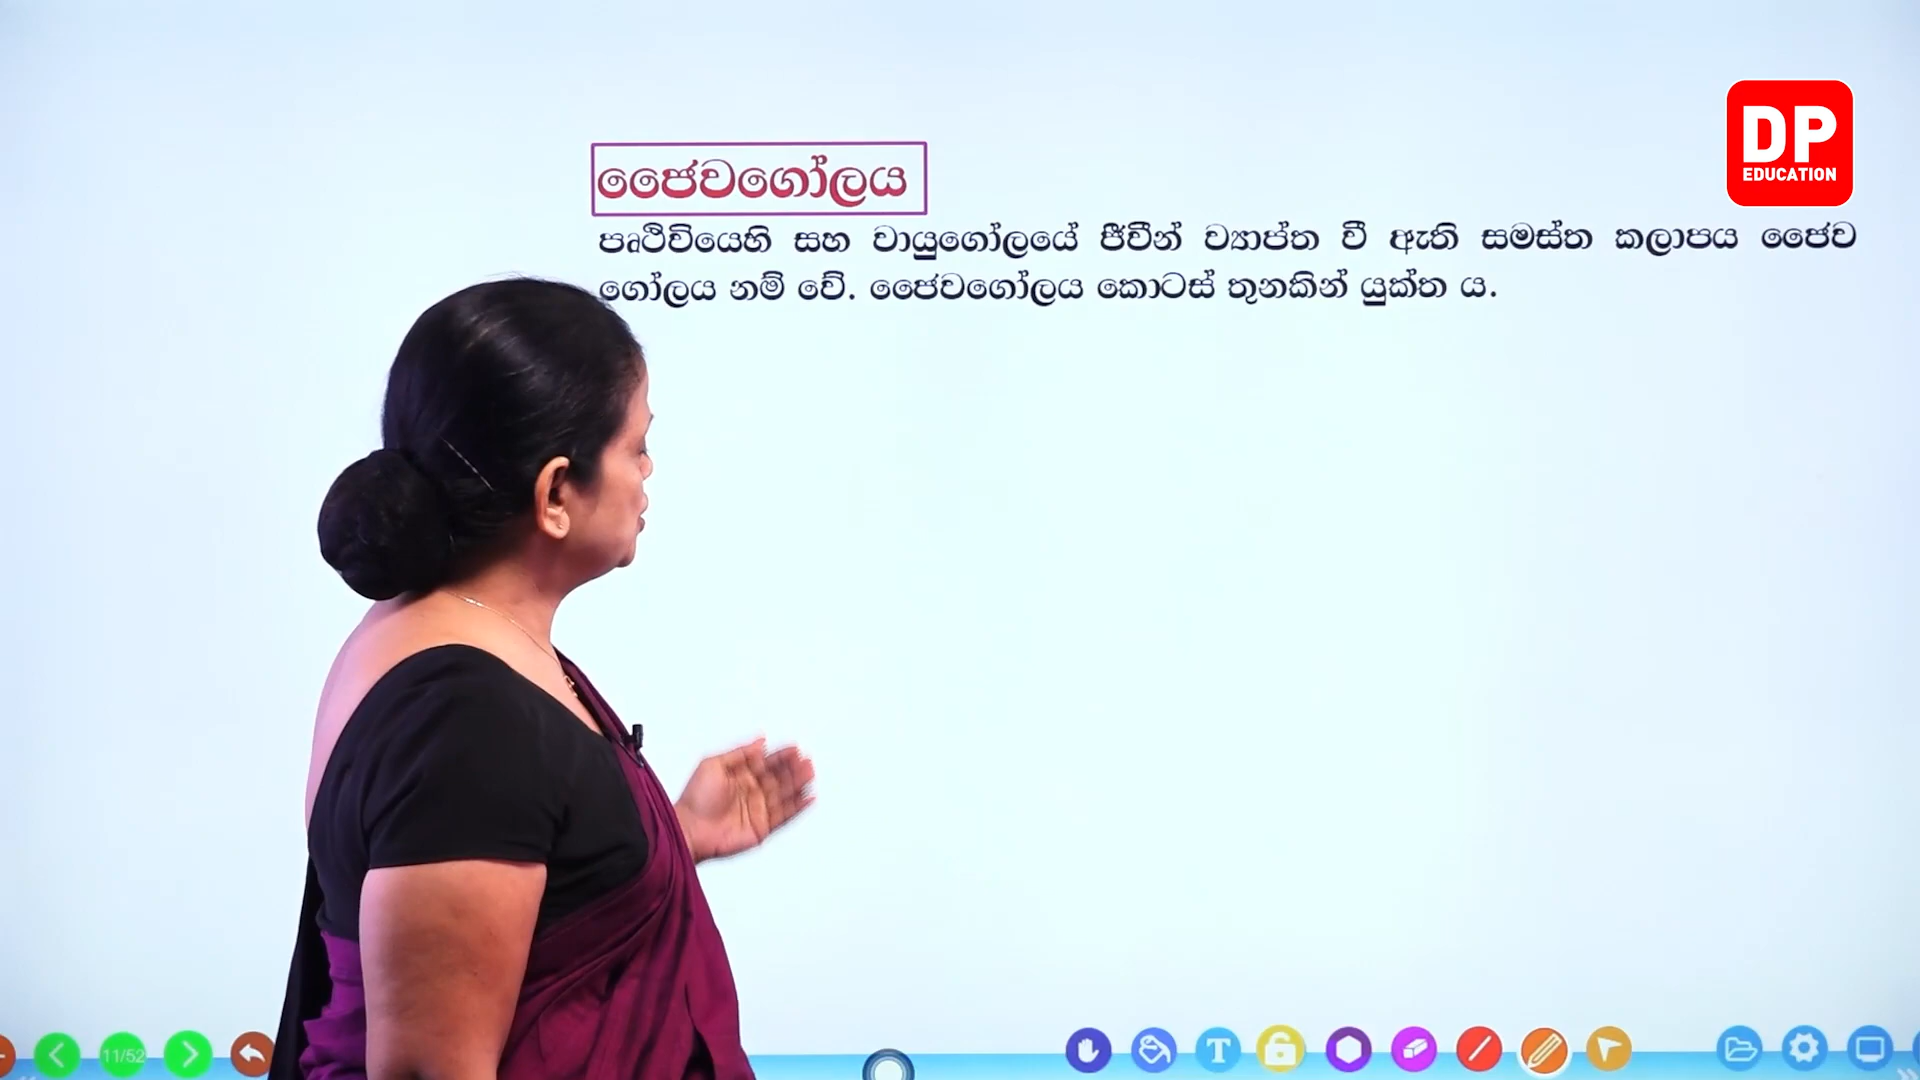 DP
EDUCATION
ජෛවගෝලය
පෘථිවියෙහි සහ වායුගෝලයේ ජීවීන් ව්‍යාප්ත වී ඇති සමස්ත කලාපය ජෛව
ගෝලය නම් වේ. ජෛවගෝලය කොටස් තුනකින් යුක්ත ය.
11/52
T